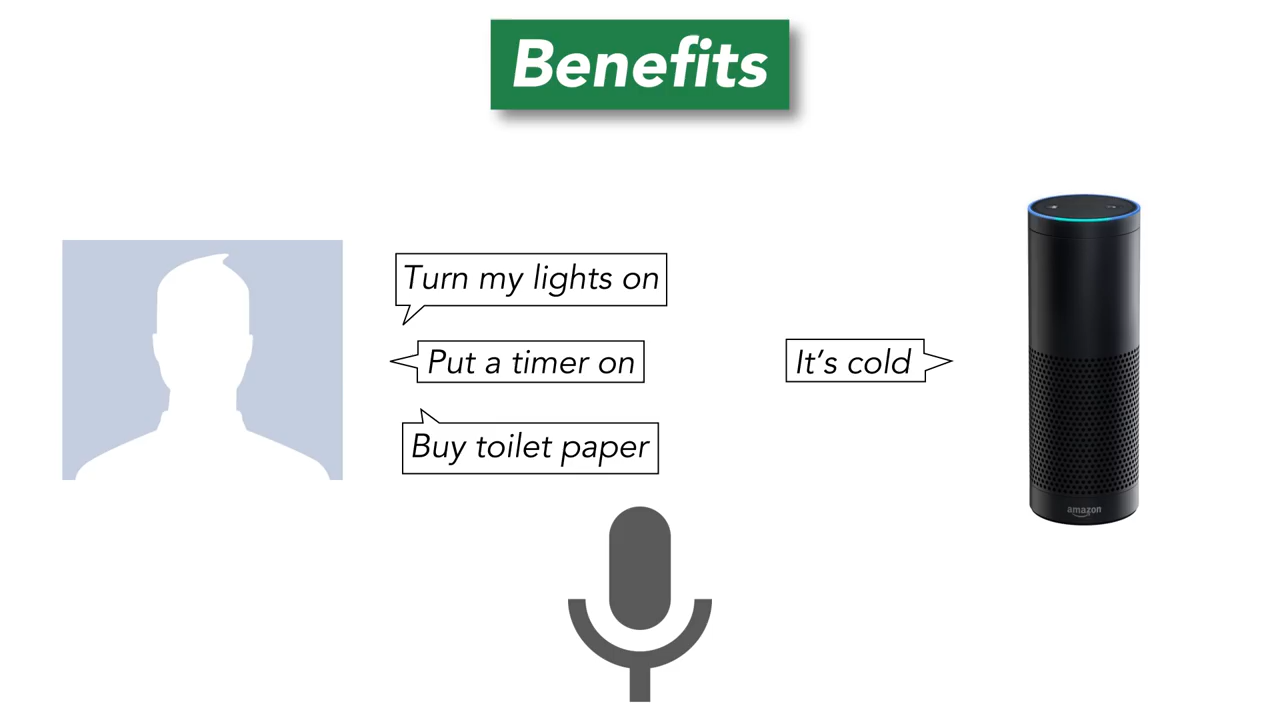 Benefits
Turn my lights on
Put a timer on
It's cold
Buy toilet paper
amazon